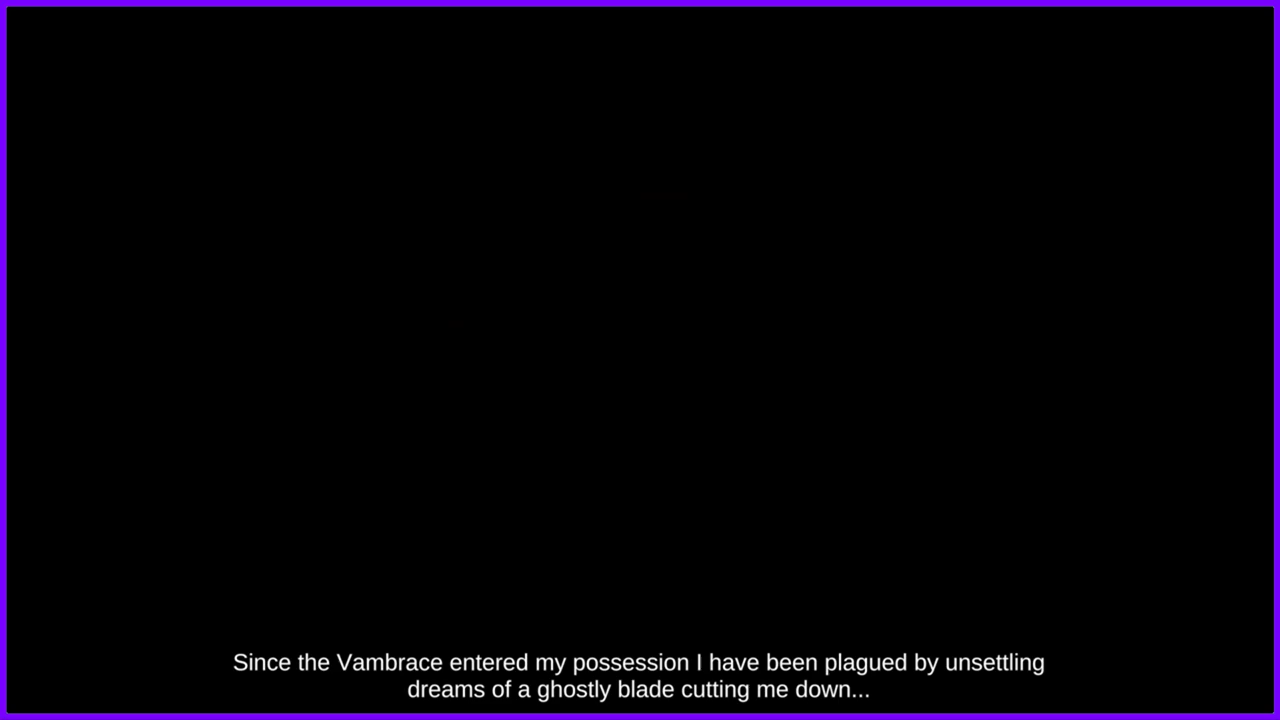 Since the Vambrace entered my possession I have been plagued by unsettling
dreams of a ghostly blade cutting me down...